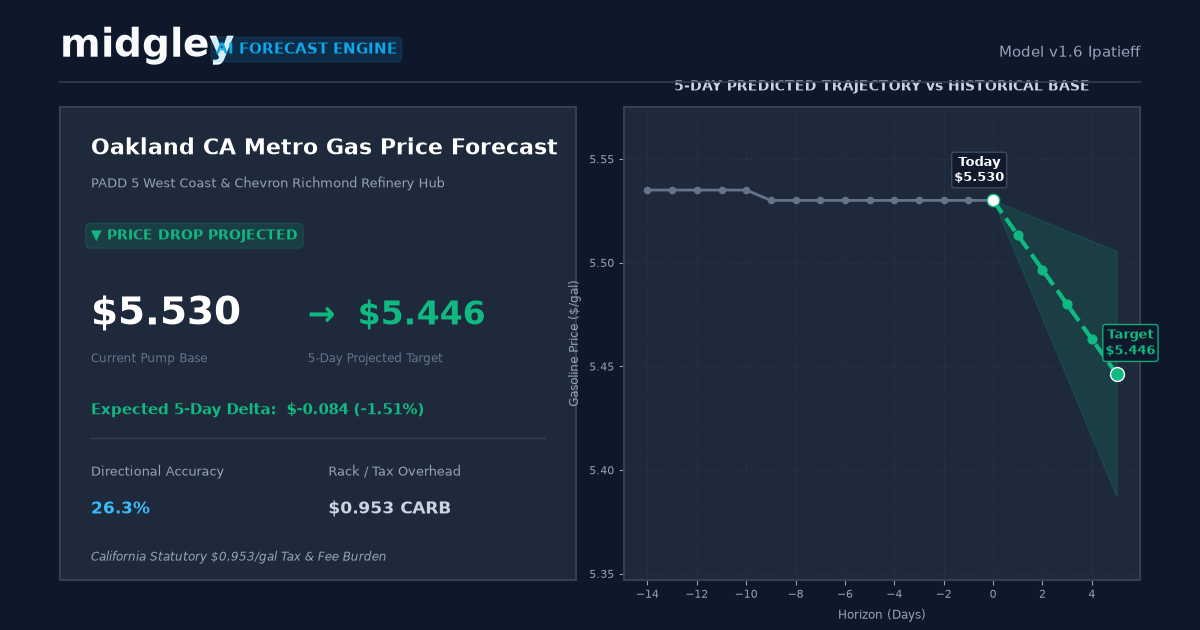 midgley
AI FORECAST ENGINE
Model v1.6 Ipatieff
Oakland CA Metro Gas Price Forecast
PADD 5 West Coast & Chevron Richmond Refinery Hub
▼ PRICE DROP PROJECTED
$5.530 → $5.446
Current Pump Base
5-Day Projected Target
Expected 5-Day Delta: $-0.084 (-1.51%)
Directional Accuracy
Rack / Tax Overhead
26.3%
$0.953 CARB
California Statutory $0.953/gal Tax & Fee Burden
5-DAY PREDICTED TRAJECTORY vs HISTORICAL BASE
Gasoline Price ($/gal)
5.55
5.50
5.45
5.40
5.35
Today
$5.530
Target
$5.446
−14 −12 −10 −8 −6 −4 −2 0 2 4
Horizon (Days)